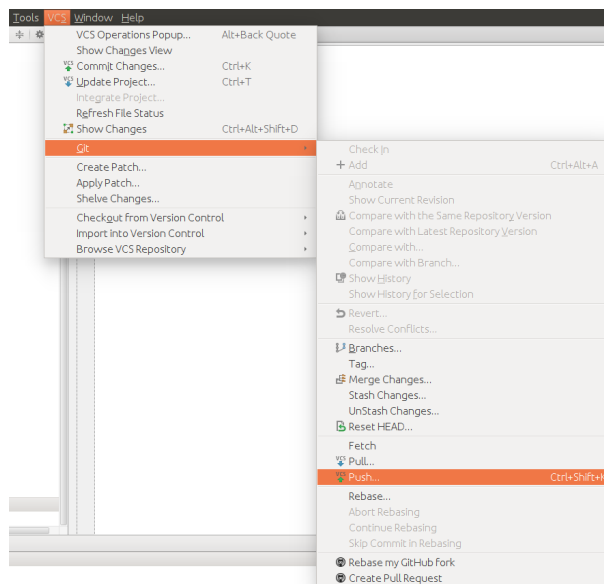 Tools VCS Window Help
VCS Operations Popup... Alt+Back Quote
Show Changes View
Commit Changes... Ctrl+K
Update Project... Ctrl+T
Integrate Project...
Refresh File Status
Show Changes Ctrl+Alt+Shift+D
Git
Create Patch...
Apply Patch...
Shelve Changes...
Checkout from Version Control
Import into Version Control
Browse VCS Repository
Check In
Add Ctrl+Alt+A
Annotate
Show Current Revision
Compare with the Same Repository Version
Compare with Latest Repository Version
Compare with...
Compare with Branch...
Show History
Show History for Selection
Revert...
Resolve Conflicts...
Branches...
Tag...
Merge Changes...
Stash Changes...
UnStash Changes...
Reset HEAD...
Fetch
Pull...
Push... Ctrl+Shift+K
Rebase...
Abort Rebasing
Continue Rebasing
Skip Commit in Rebasing
Rebase my GitHub fork
Create Pull Request